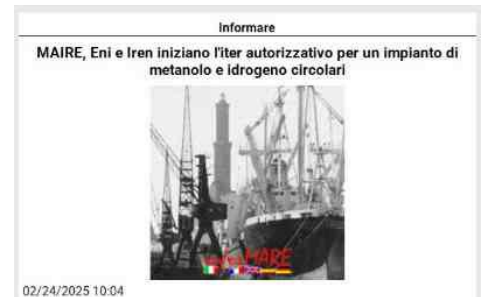 Informare
MAIRE, Eni e Iren iniziano l'iter autorizzativo per un impianto di
metanolo e idrogeno circolari
inforMARE
02/24/2025 10:04